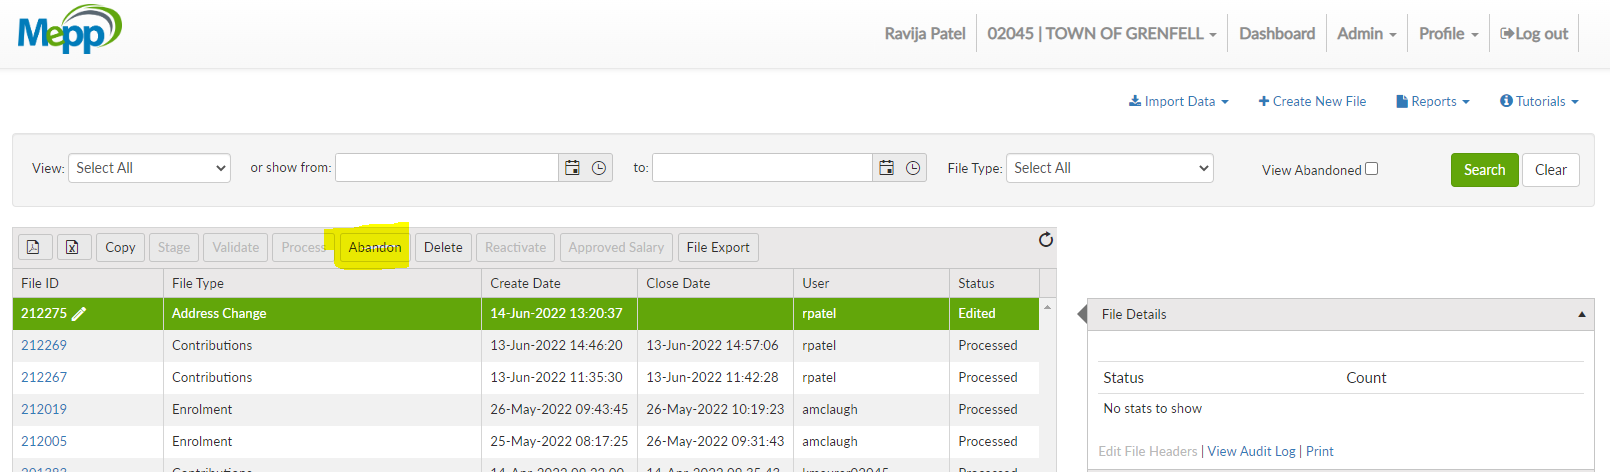 Mepp
Ravija Patel 02045 | TOWN OF GRENFELL Dashboard Admin Profile Log out
Import Data Create New File Reports Tutorials
View: Select All or show from: to: File Type: Select All View Abandoned Search Clear
Copy Stage Validate Process Abandon Delete Reactivate Approved Salary File Export
File ID File Type Create Date Close Date User Status
212275 Address Change 14-Jun-2022 13:20:37 rpatel Edited
212269 Contributions 13-Jun-2022 14:46:20 13-Jun-2022 14:57:06 rpatel Processed
212267 Contributions 13-Jun-2022 11:35:30 13-Jun-2022 11:42:28 rpatel Processed
212019 Enrolment 26-May-2022 09:43:45 26-May-2022 10:19:23 amclaugh Processed
212005 Enrolment 25-May-2022 08:17:25 26-May-2022 09:31:43 amclaugh Processed
File Details
Status Count
No stats to show
Edit File Headers | View Audit Log | Print